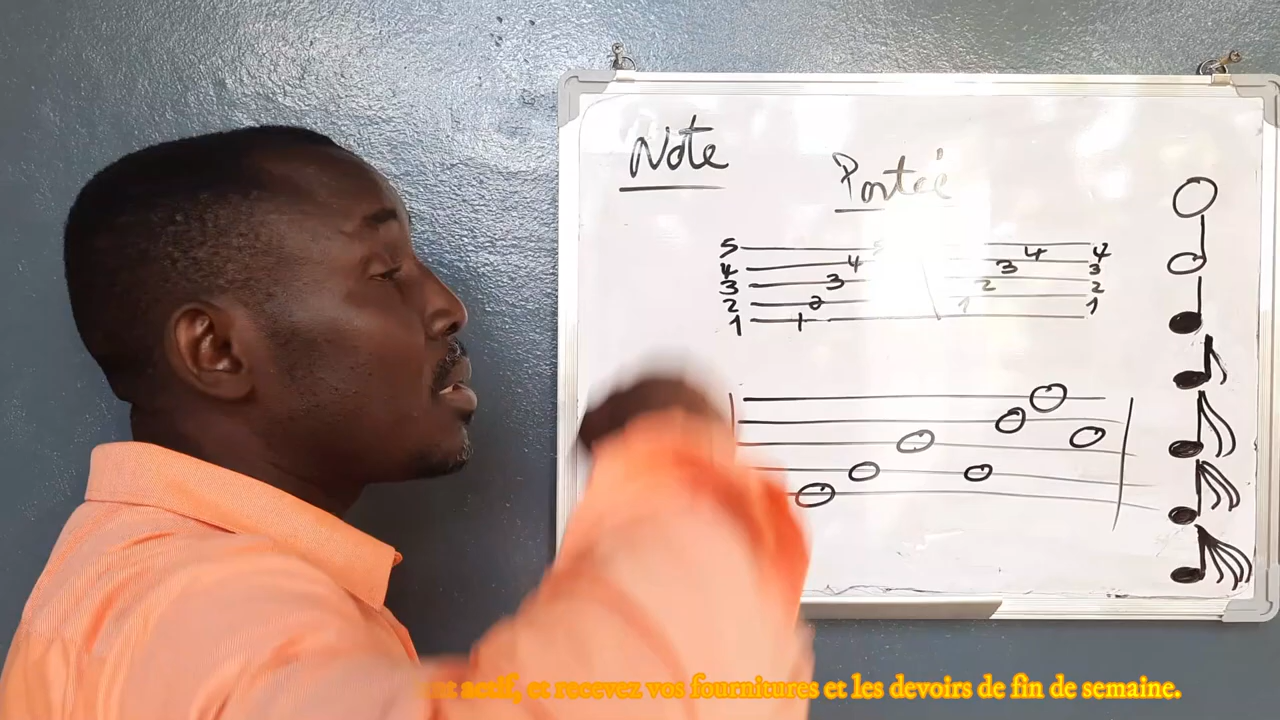 Note
Portée
5 5 4 4
4 4 3 3
3 3 2 2
2 2 1 1
1 1
actif, et recevez vos fournitures et les devoirs de fin de semaine.